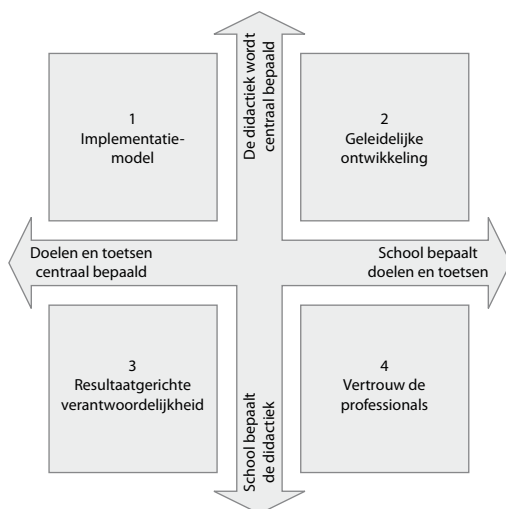 De didactiek wordt
centraal bepaald
1
Implementatie-
model
2
Geleidelijke
ontwikkeling
Doelen en toetsen
centraal bepaald
School bepaalt
doelen en toetsen
3
Resultaatgerichte
verantwoordelijkheid
4
Vertrouw de
professionals
School bepaalt
de didactiek